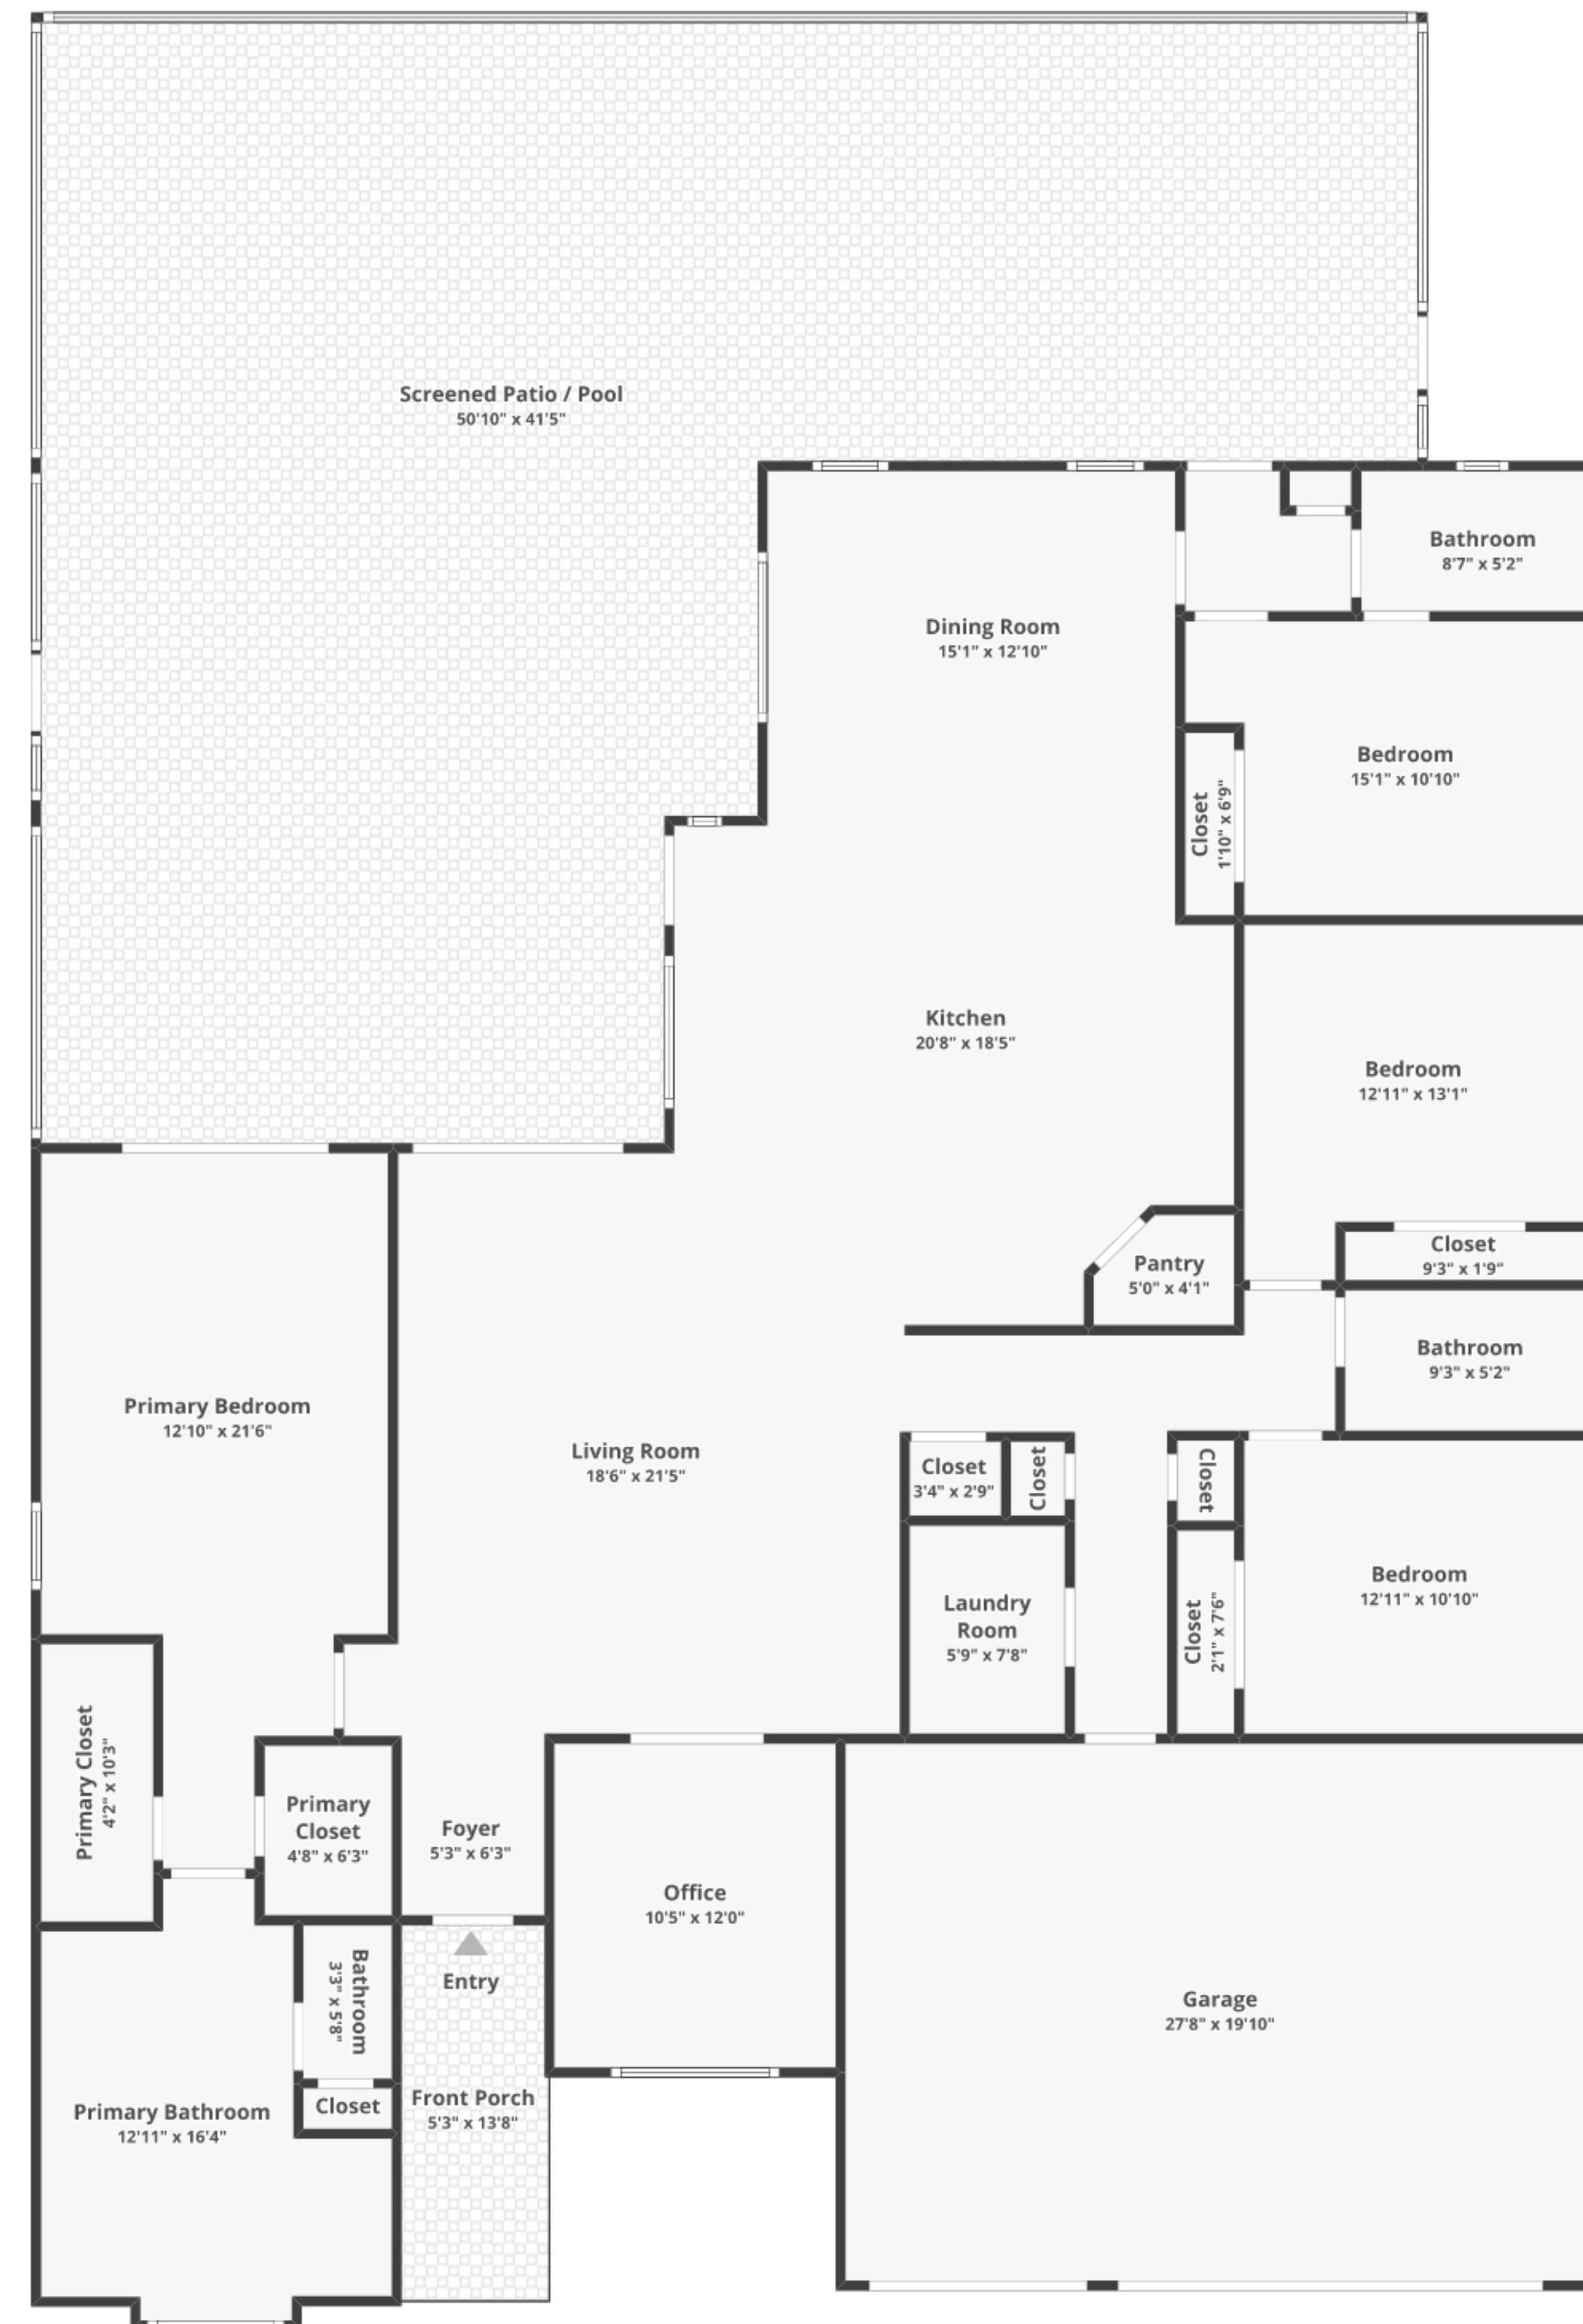 Screened Patio / Pool
50'10" x 41'5"
Bathroom
8'7" x 5'2"
Dining Room
15'1" x 12'10"
Bedroom
15'1" x 10'10"
Closet
1'10" x 6'9"
Kitchen
20'8" x 18'5"
Bedroom
12'11" x 13'1"
Closet
9'3" x 1'9"
Pantry
5'0" x 4'1"
Bathroom
9'3" x 5'2"
Primary Bedroom
12'10" x 21'6"
Living Room
18'6" x 21'5"
Closet
3'4" x 2'9"
Closet
Closet
Bedroom
12'11" x 10'10"
Laundry
Room
5'9" x 7'8"
Closet
2'1" x 7'6"
Primary Closet
4'2" x 10'3"
Primary
Closet
4'8" x 6'3"
Foyer
5'3" x 6'3"
Office
10'5" x 12'0"
Entry
Bathroom
3'3" x 5'8"
Garage
27'8" x 19'10"
Front Porch
5'3" x 13'8"
Closet
Primary Bathroom
12'11" x 16'4"